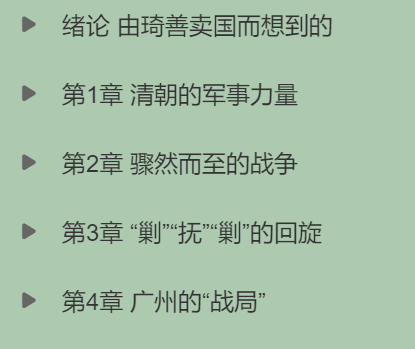 绪论 由琦善卖国而想到的
第1章 清朝的军事力量
第2章 骤然而至的战争
第3章 “剿”“抚”“剿”的回旋
第4章 广州的“战局”